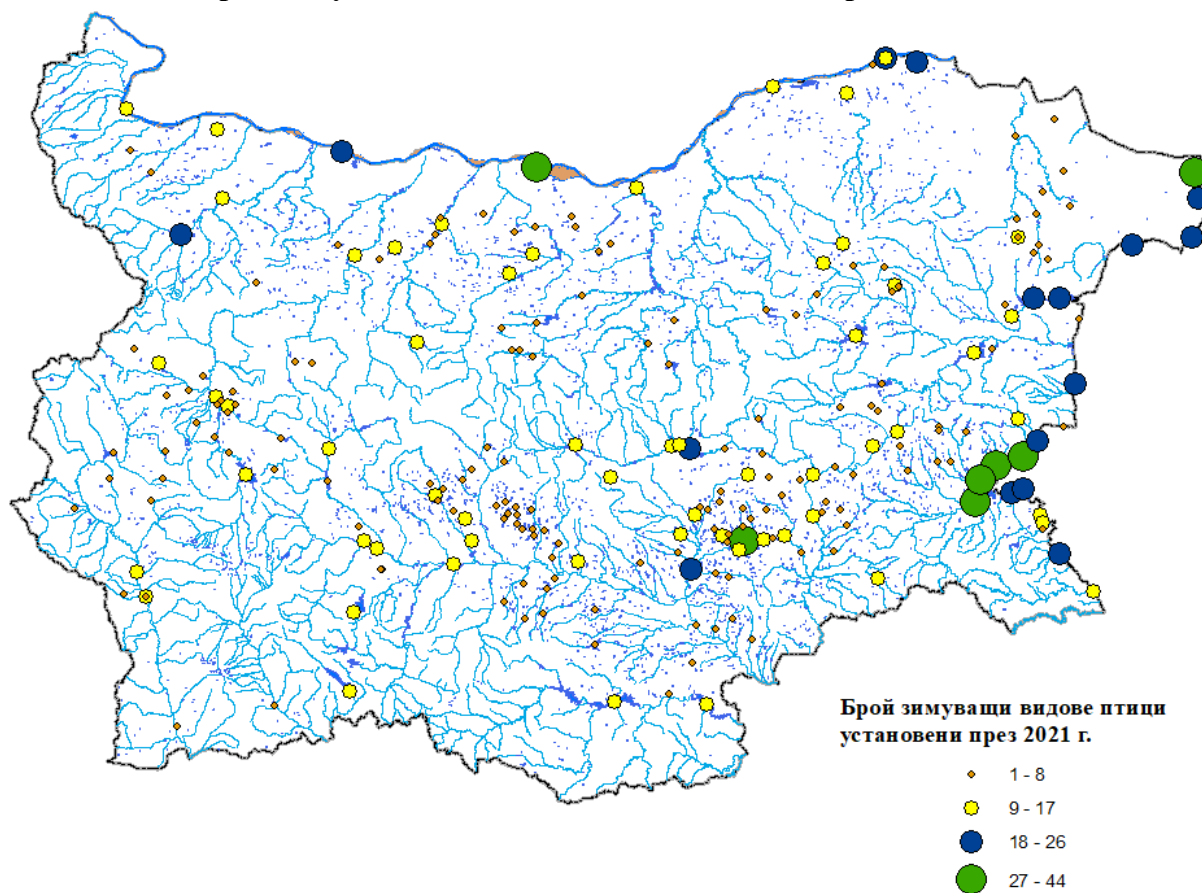 Брой зимуващи видове птици
установени през 2021 г.
1 - 8
9 - 17
18 - 26
27 - 44